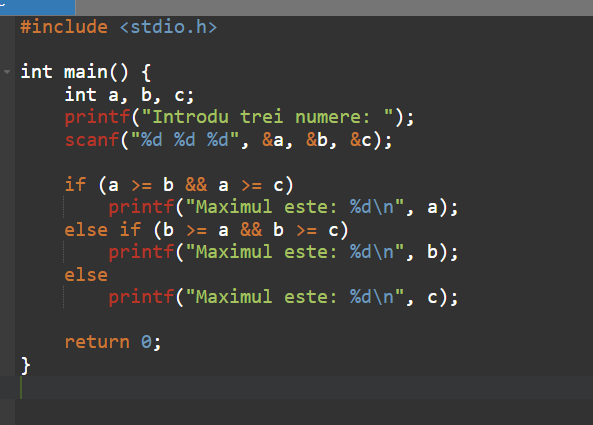 #include <stdio.h>
int main() {
    int a, b, c;
    printf("Introdu trei numere: ");
    scanf("%d %d %d", &a, &b, &c);
    if (a >= b && a >= c)
        printf("Maximul este: %d\n", a);
    else if (b >= a && b >= c)
        printf("Maximul este: %d\n", b);
    else
        printf("Maximul este: %d\n", c);
    return 0;
}